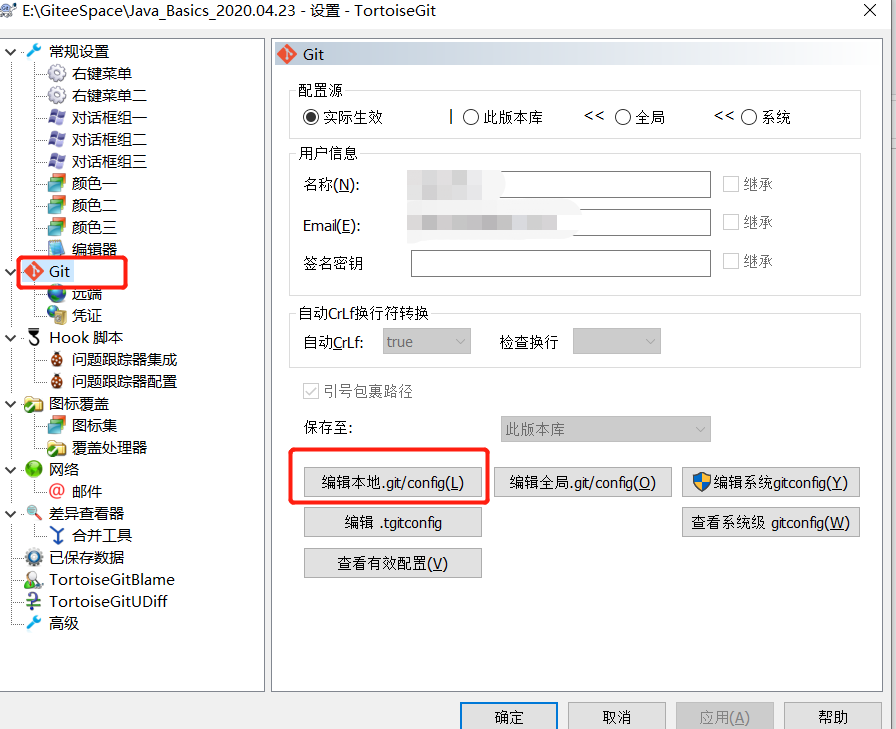 E:\GiteeSpace\Java_Basics_2020.04.23 - 设置 - TortoiseGit
常规设置
右键菜单
右键菜单二
对话框组一
对话框组二
对话框组三
颜色一
颜色二
颜色三
编辑器
Git
远端
凭证
Hook 脚本
问题跟踪器集成
问题跟踪器配置
图标覆盖
图标集
覆盖处理器
网络
邮件
差异查看器
合并工具
已保存数据
TortoiseGitBlame
TortoiseGitUDiff
高级
Git
配置源
实际生效 | 此版本库 << 全局 << 系统
用户信息
名称(N): 继承
Email(E): 继承
签名密钥 继承
自动CrLf换行符转换
自动CrLf: true 检查换行
引号包裹路径
保存至: 此版本库
编辑本地.git/config(L) 编辑全局.git/config(O) 编辑系统gitconfig(Y)
编辑 .tgitconfig 查看系统级 gitconfig(W)
查看有效配置(V)
确定 取消 应用(A) 帮助